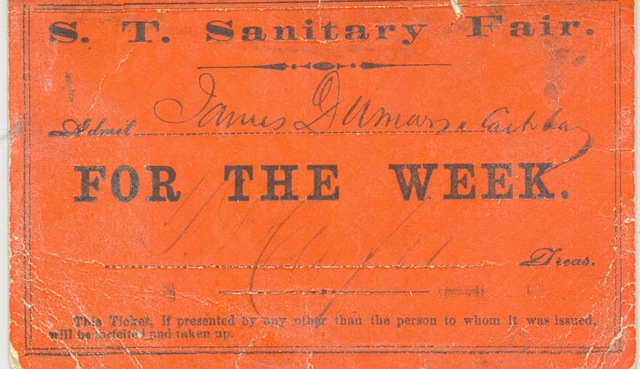 S. T. Sanitary Fair.
Admit James Dumars
FOR THE WEEK.
Treas.
This Ticket, if presented by any other than the person to whom it was issued,
will be forfeited and taken up.